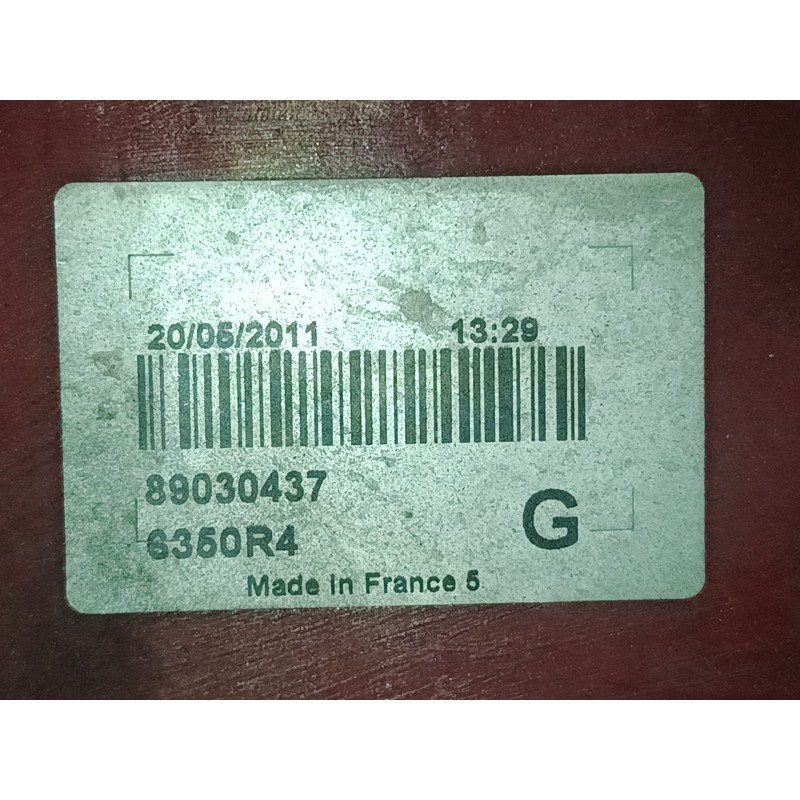 20/05/2011 13:29
89030437
6350R4
G
Made in France 5